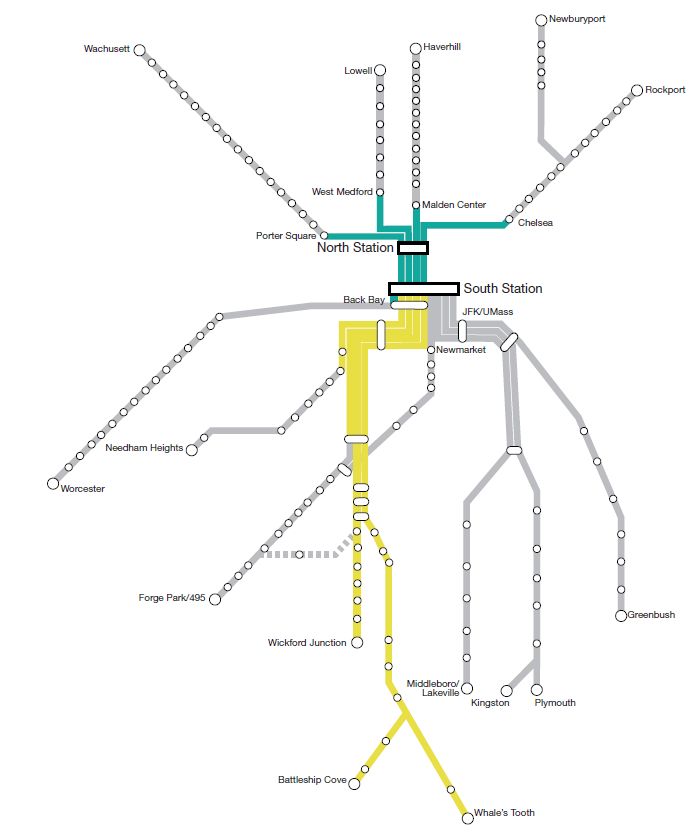 Newburyport
Haverhill
Wachusett
Lowell
Rockport
West Medford
Malden Center
Chelsea
Porter Square
North Station
South Station
Back Bay
JFK/UMass
Newmarket
Needham Heights
Worcester
Forge Park/495
Greenbush
Wickford Junction
Middleboro/
Lakeville
Kingston
Plymouth
Battleship Cove
Whale's Tooth